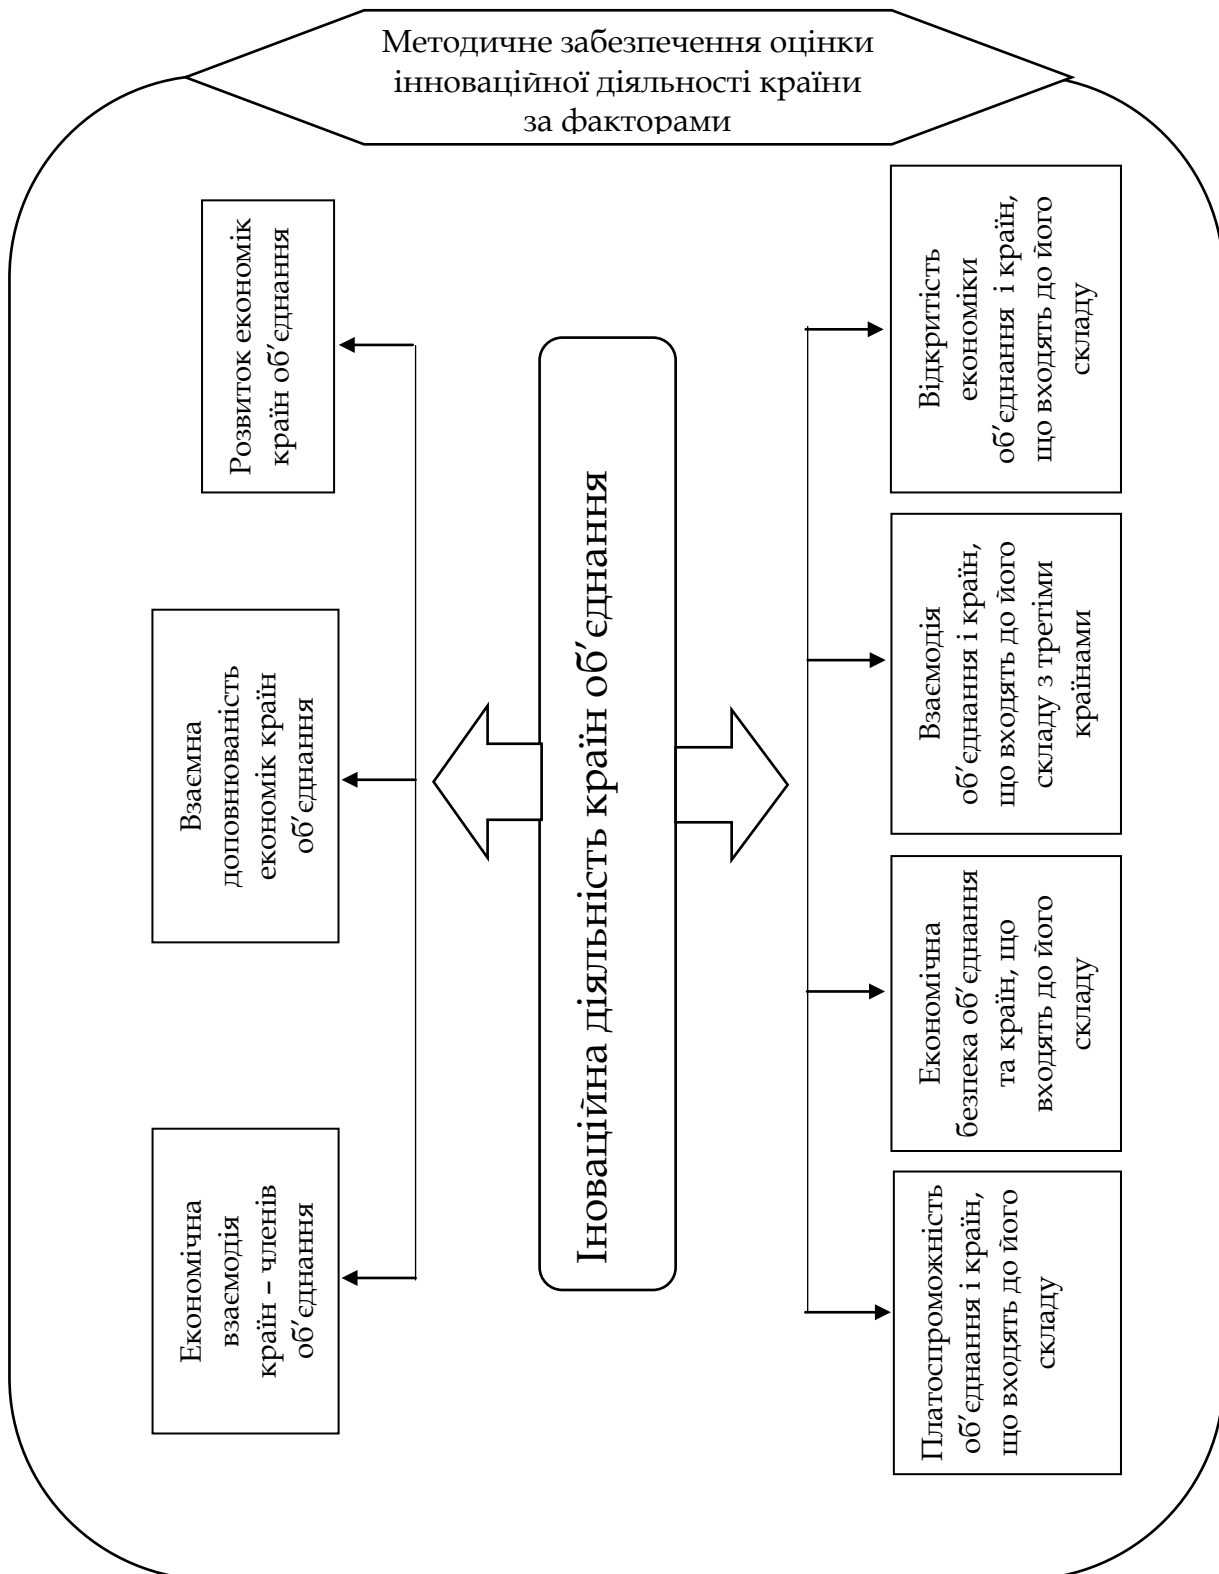 Методичне забезпечення оцінки
інноваційної діяльності країни
за факторами
Економічна
взаємодія
країн – членів
об′єднання
Взаємна
доповнюваність
економік країн
об′єднання
Розвиток економік
країн об′єднання
Іноваційна діяльність країн об′єднання
Платоспроможність
об′єднання і країн,
що входять до його
складу
Економічна
безпека об′єднання
та країн, що
входять до його
складу
Взаємодія
об′єднання і країн,
що входять до його
складу з третіми
країнами
Відкритість
економіки
об′єднання і країн,
що входять до його
складу